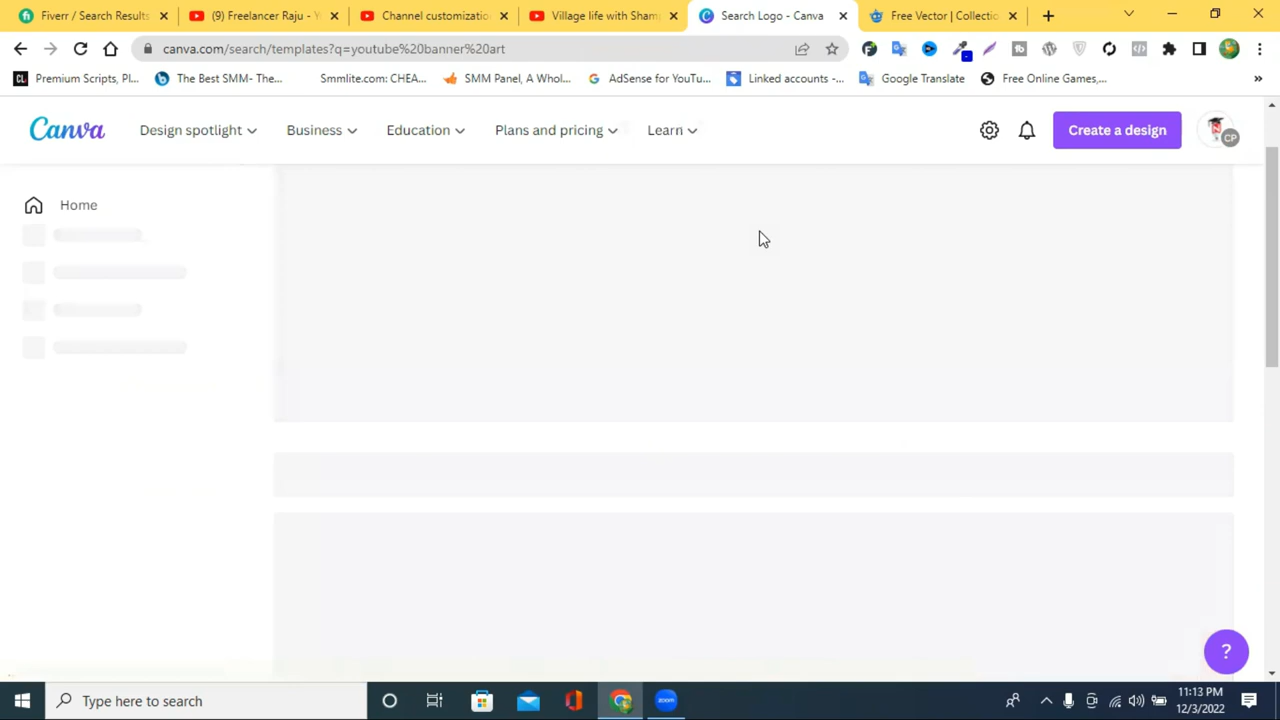 Fiverr / Search Results
(9) Freelancer Raju - Y
Channel customizatio
Village life with Sham
Search Logo - Canva
Free Vector | Collectio
canva.com/search/templates?q=youtube%20banner%20art
Premium Scripts, Pl...
The Best SMM- The...
Smmlite.com: CHEA...
SMM Panel, A Whol...
AdSense for YouTu...
Linked accounts -...
Google Translate
Free Online Games,...
»
Canva
Design spotlight
Business
Education
Plans and pricing
Learn
Create a design
CP
Home
?
Type here to search
zoom
11:13 PM
12/3/2022